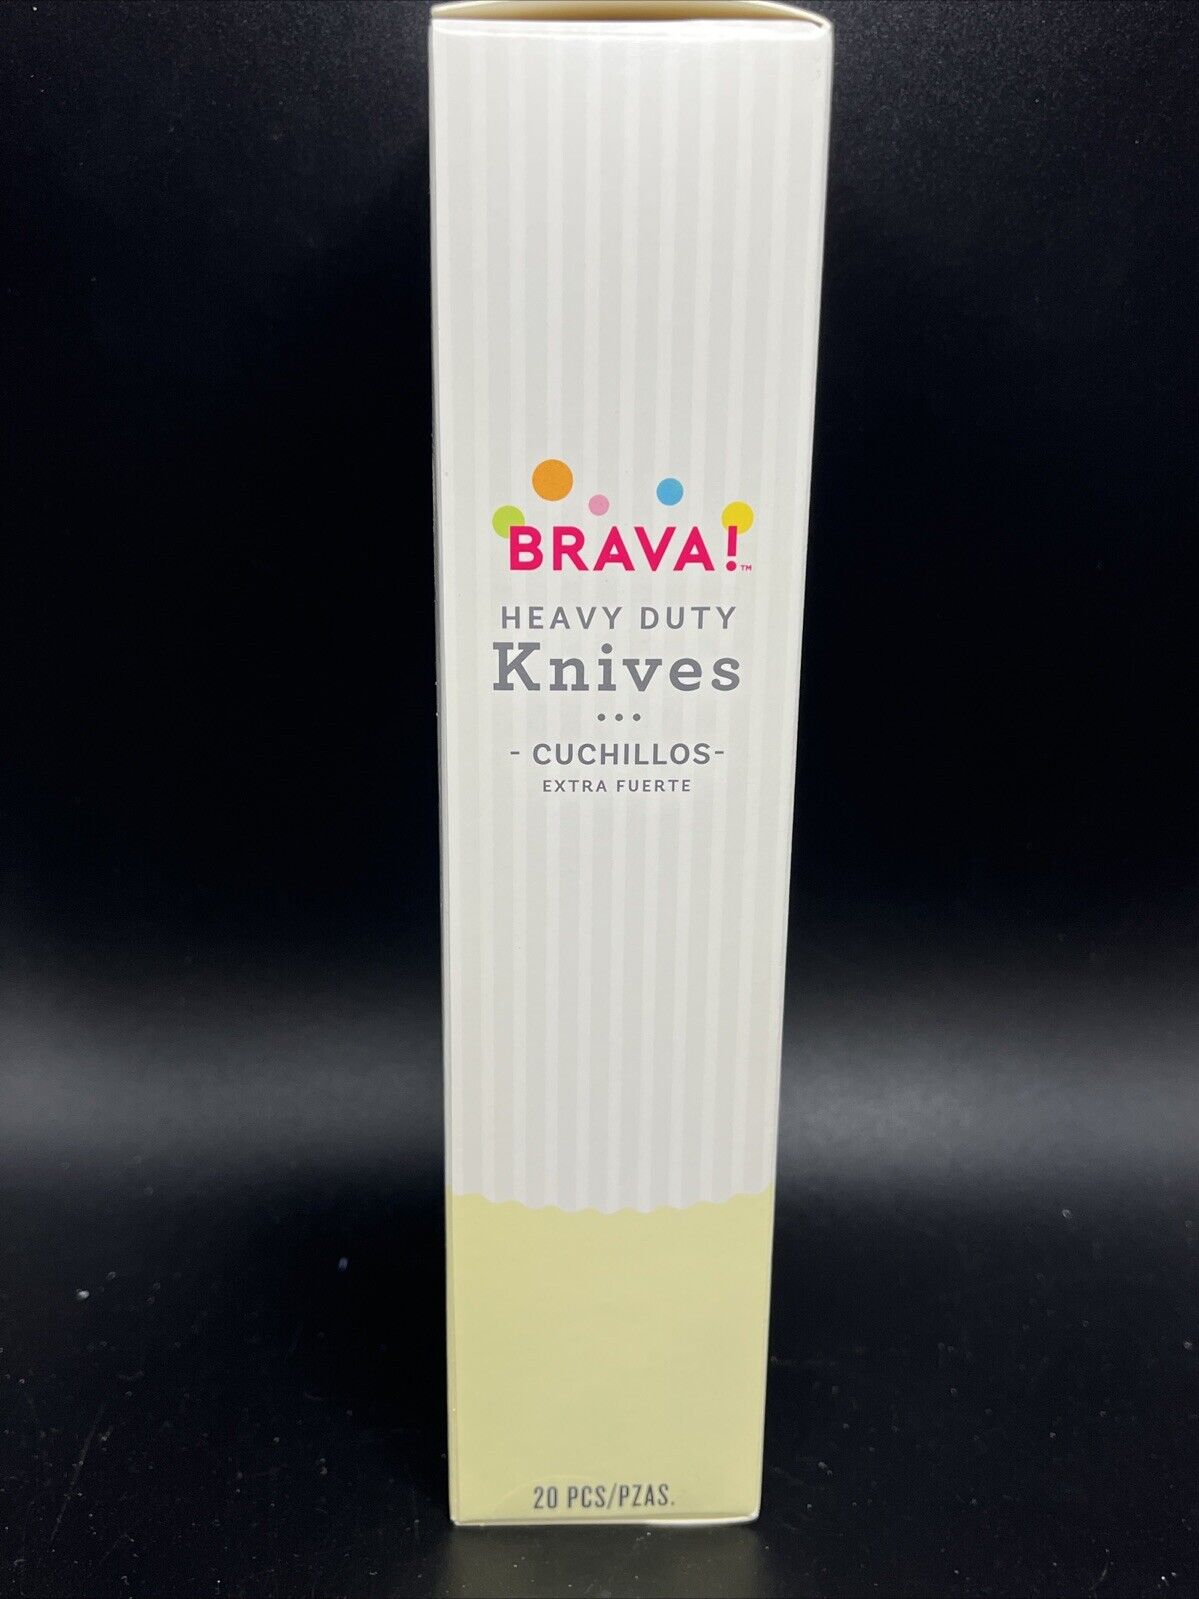 BRAVA!™
HEAVY DUTY
Knives
...
- CUCHILLOS-
EXTRA FUERTE
20 PCS/PZAS.